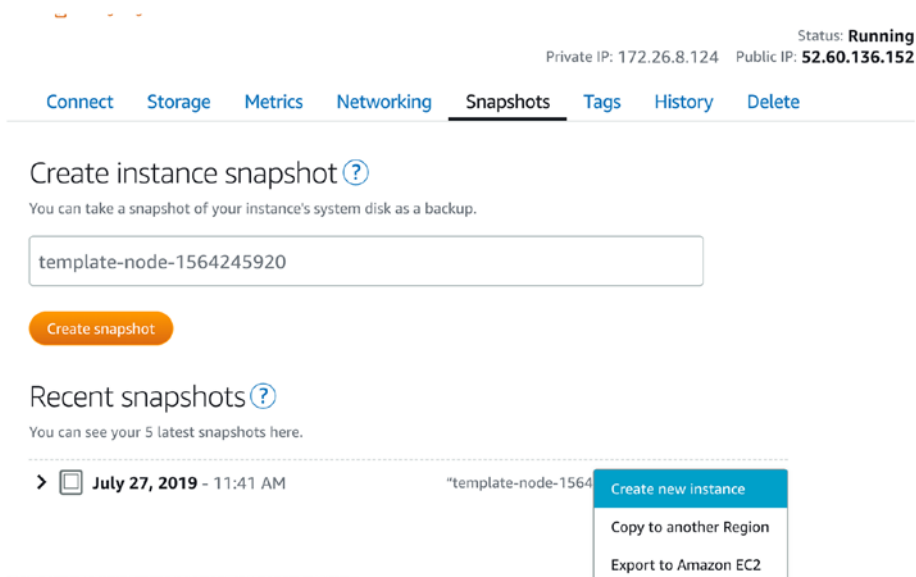 Status: Running
Private IP: 172.26.8.124 Public IP: 52.60.136.152
Connect Storage Metrics Networking Snapshots Tags History Delete
Create instance snapshot ?
You can take a snapshot of your instance's system disk as a backup.
template-node-1564245920
Create snapshot
Recent snapshots ?
You can see your 5 latest snapshots here.
July 27, 2019 - 11:41 AM "template-node-1564
Create new instance
Copy to another Region
Export to Amazon EC2